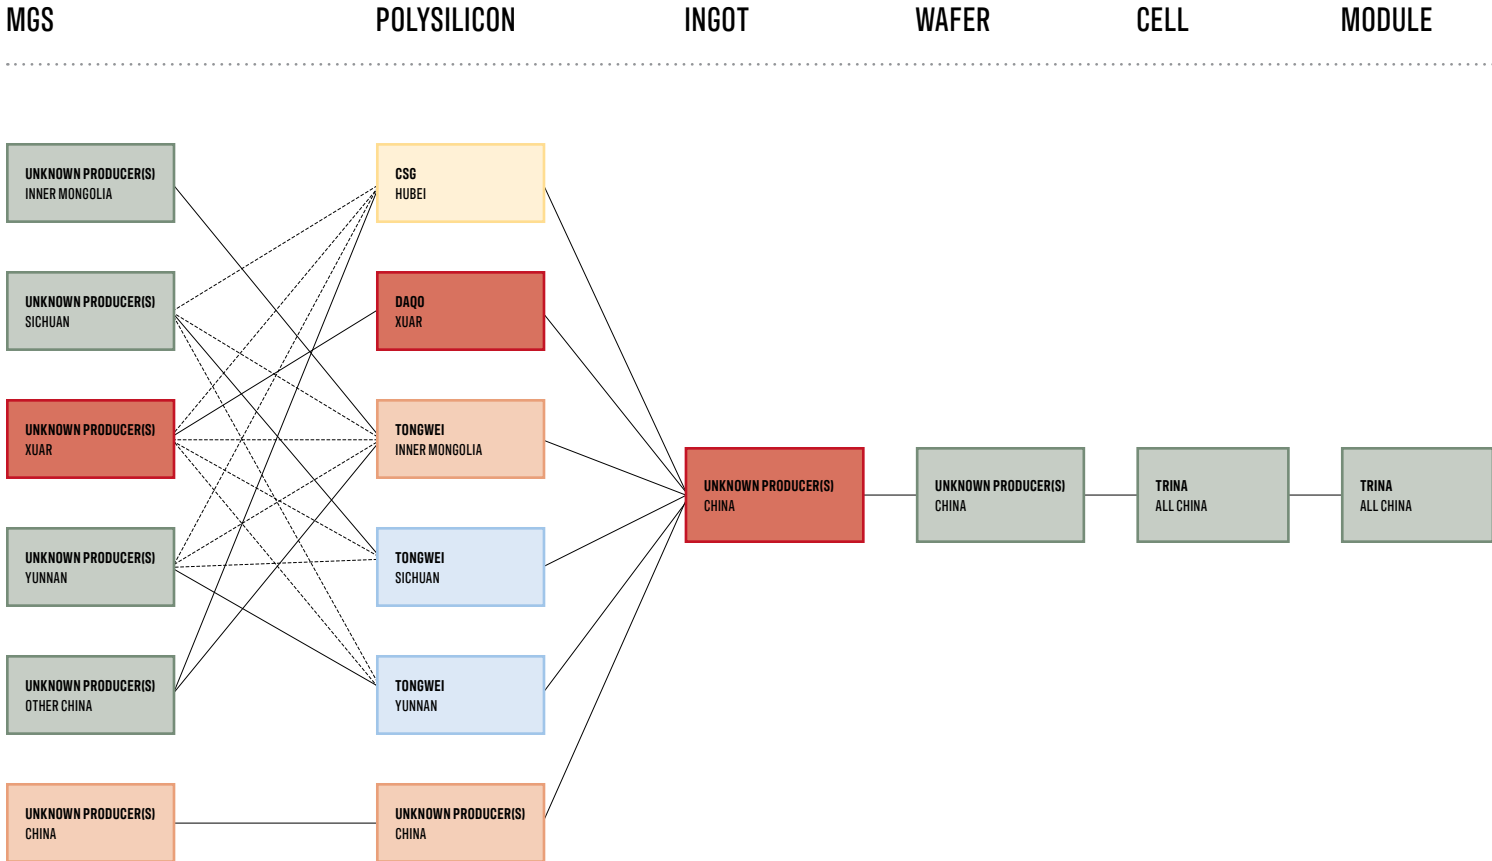 MGS
POLYSILICON
INGOT
WAFER
CELL
MODULE
UNKNOWN PRODUCER(S)
INNER MONGOLIA
UNKNOWN PRODUCER(S)
SICHUAN
UNKNOWN PRODUCER(S)
XUAR
UNKNOWN PRODUCER(S)
YUNNAN
UNKNOWN PRODUCER(S)
OTHER CHINA
UNKNOWN PRODUCER(S)
CHINA
CSG
HUBEI
DAQO
XUAR
TONGWEI
INNER MONGOLIA
TONGWEI
SICHUAN
TONGWEI
YUNNAN
UNKNOWN PRODUCER(S)
CHINA
UNKNOWN PRODUCER(S)
CHINA
UNKNOWN PRODUCER(S)
CHINA
TRINA
ALL CHINA
TRINA
ALL CHINA